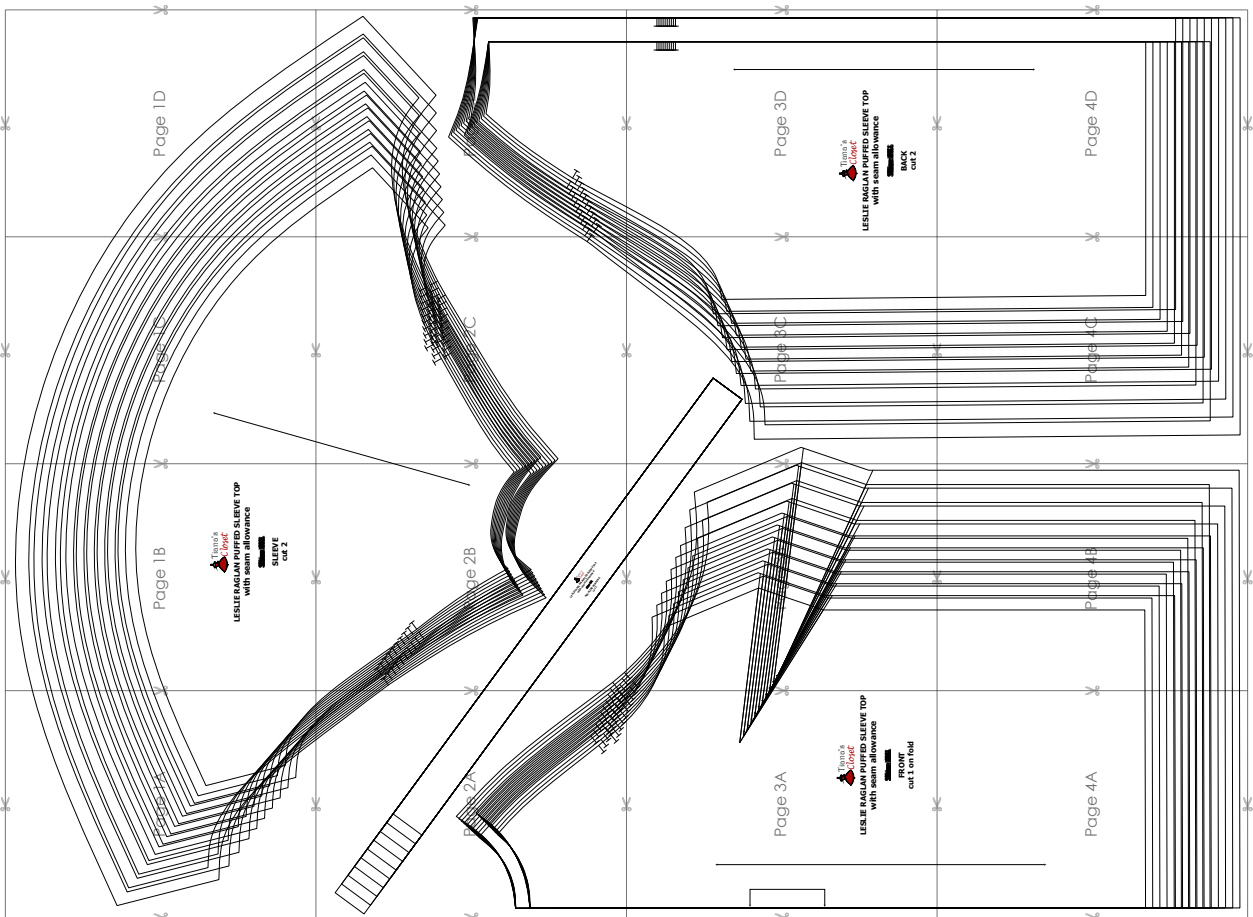 Page 1D
Page 3D
Page 4D
Page 1C
Page 2C
Page 3C
Page 4C
Page 1B
Page 2B
Page 4B
Page 1A
Page 2A
Page 3A
Page 4A
Tiana's
Closet
LESLIE RAGLAN PUFFED SLEEVE TOP
with seam allowance
BACK
cut 2
Tiana's
Closet
LESLIE RAGLAN PUFFED SLEEVE TOP
with seam allowance
SLEEVE
cut 2
Tiana's
Closet
LESLIE RAGLAN PUFFED SLEEVE TOP
with seam allowance
FRONT
cut 1 on fold